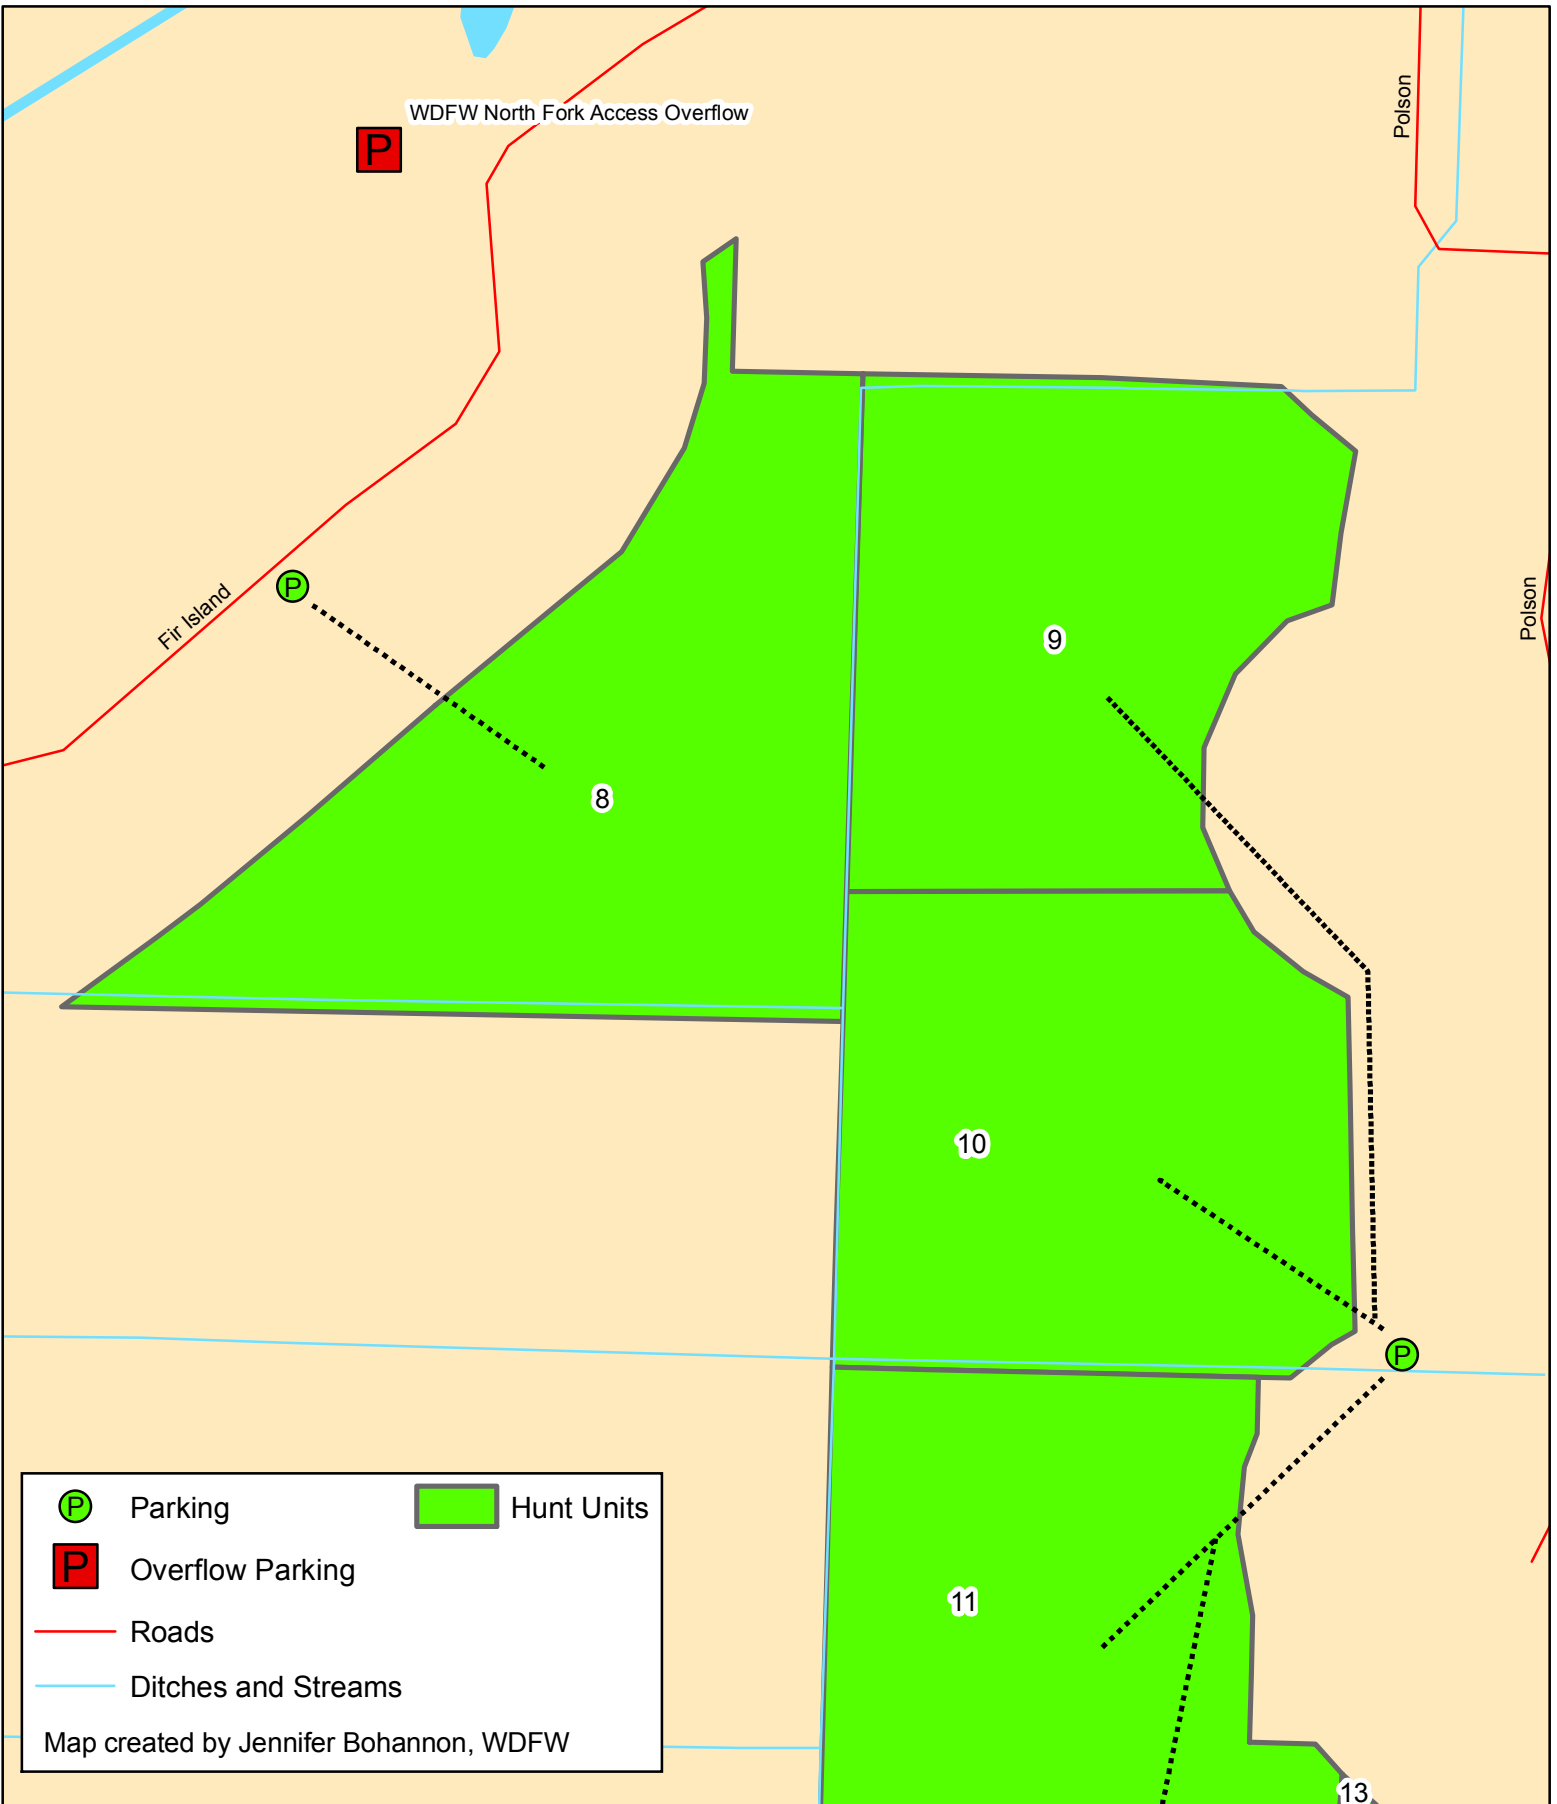 WDFW North Fork Access Overflow
P
Polson
P
Fir Island
Polson
9
8
10
P
P Parking
Hunt Units
P Overflow Parking
Roads
Ditches and Streams
Map created by Jennifer Bohannon, WDFW
11
13